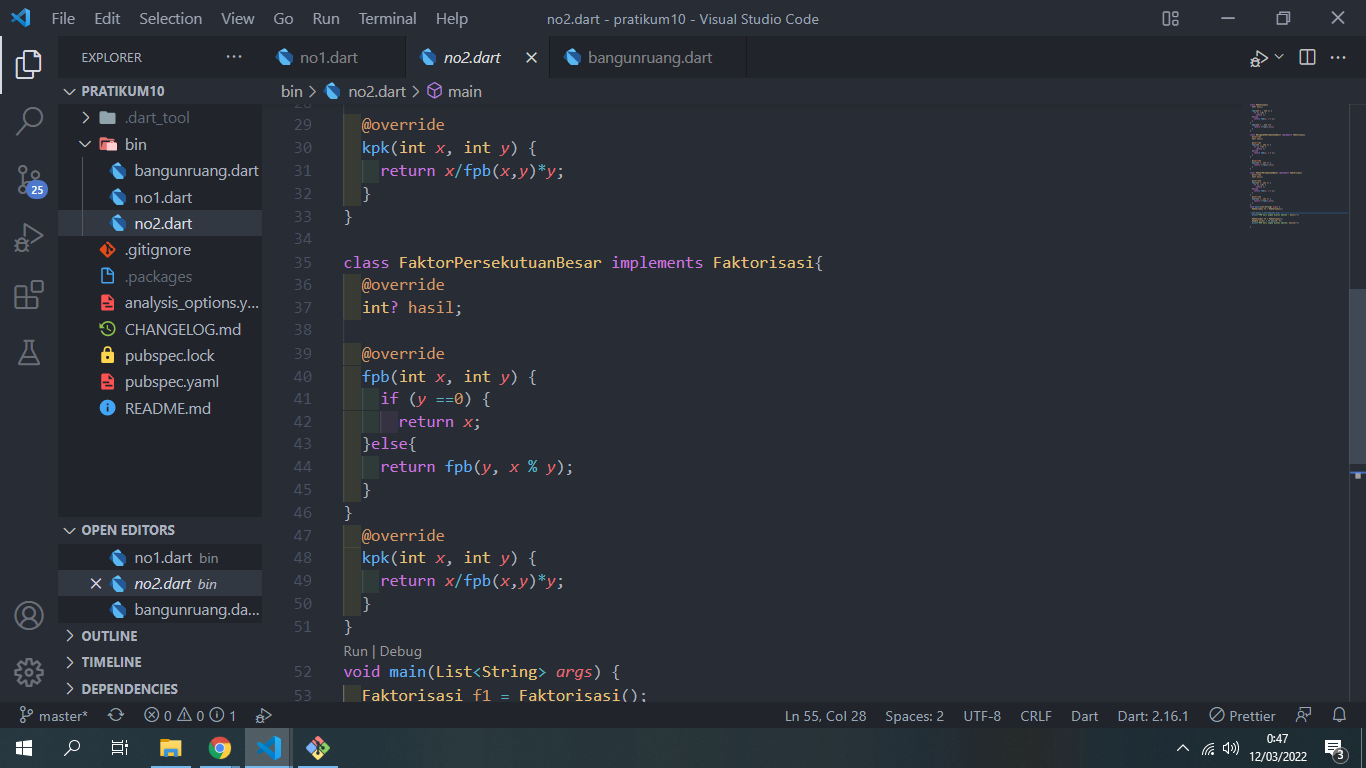 File Edit Selection View Go Run Terminal Help no2.dart - pratikum10 - Visual Studio Code
EXPLORER ...
no1.dart no2.dart bangunruang.dart
PRATIKUM10
.dart_tool
bin
bangunruang.dart
no1.dart
no2.dart
.gitignore
.packages
analysis_options.y...
CHANGELOG.md
pubspec.lock
pubspec.yaml
README.md
OPEN EDITORS
no1.dart bin
no2.dart bin
bangunruang.da...
OUTLINE
TIMELINE
DEPENDENCIES
25
bin > no2.dart > main
28
29 @override
30 kpk(int x, int y) {
31 return x/fpb(x,y)*y;
32 }
33 }
34
35 class FaktorPersekutuanBesar implements Faktorisasi{
36 @override
37 int? hasil;
38
39 @override
40 fpb(int x, int y) {
41 if (y ==0) {
42 return x;
43 }else{
44 return fpb(y, x % y);
45 }
46 }
47 @override
48 kpk(int x, int y) {
49 return x/fpb(x,y)*y;
50 }
51 }
Run | Debug
52 void main(List<String> args) {
53 Faktorisasi f1 = Faktorisasi();
master* 0 0 1 Ln 55, Col 28 Spaces: 2 UTF-8 CRLF Dart Dart: 2.16.1 Prettier
0:47
12/03/2022
3